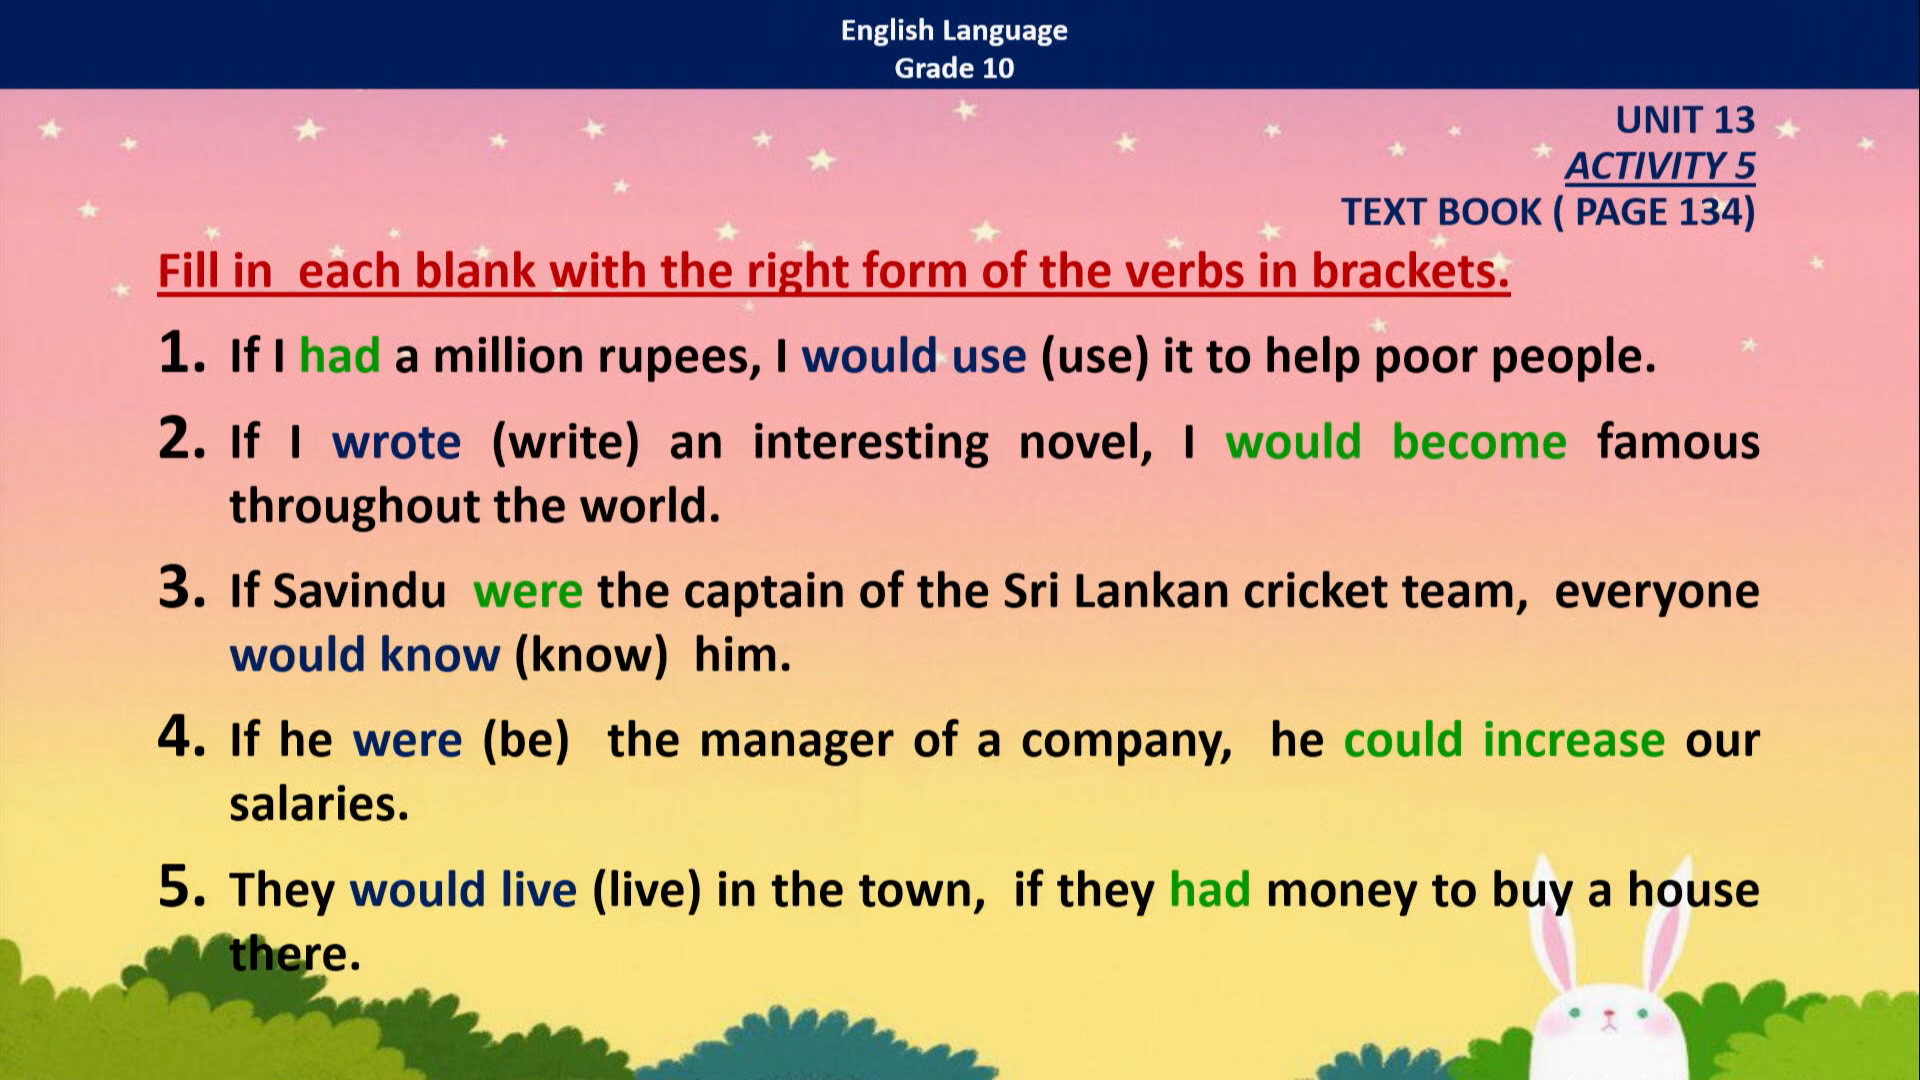 English Language
Grade 10
UNIT 13
ACTIVITY 5
TEXT BOOK ( PAGE 134)
Fill in each blank with the right form of the verbs in brackets.
1. If I had a million rupees, I would use (use) it to help poor people.
2. If I wrote (write) an interesting novel, I would become famous
throughout the world.
3. If Savindu were the captain of the Sri Lankan cricket team, everyone
would know (know) him.
4. If he were (be) the manager of a company, he could increase our
salaries.
5. They would live (live) in the town, if they had money to buy a house
there.